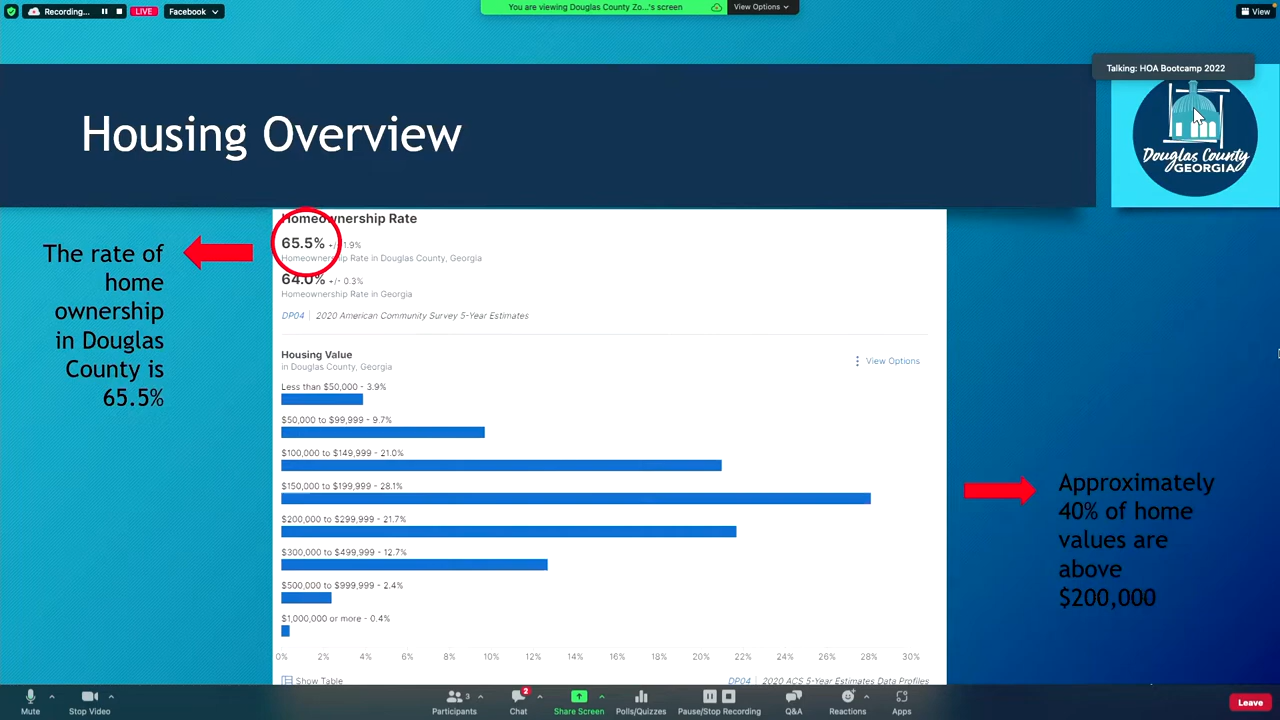 Recording...
LIVE
Facebook
You are viewing Douglas County Zo...'s screen
View Options
View
Talking: HOA Bootcamp 2022
Housing Overview
Douglas County
GEORGIA
The rate of
home
ownership
in Douglas
County is
65.5%
Homeownership Rate
65.5% +/- 1.9%
Homeownership Rate in Douglas County, Georgia
64.0% +/- 0.3%
Homeownership Rate in Georgia
DP04 | 2020 American Community Survey 5-Year Estimates
Housing Value
in Douglas County, Georgia
View Options
Less than $50,000 - 3.9%
$50,000 to $99,999 - 9.7%
$100,000 to $149,999 - 21.0%
$150,000 to $199,999 - 28.1%
$200,000 to $299,999 - 21.7%
$300,000 to $499,999 - 12.7%
$500,000 to $999,999 - 2.4%
$1,000,000 or more - 0.4%
0% 2% 4% 6% 8% 10% 12% 14% 16% 18% 20% 22% 24% 26% 28% 30%
Show Table
DP04 | 2020 ACS 5-Year Estimates Data Profiles
Approximately
40% of home
values are
above
$200,000
Mute
Stop Video
Participants 3
Chat 2
Share Screen
Polls/Quizzes
Pause/Stop Recording
Q&A
Reactions
Apps
Leave